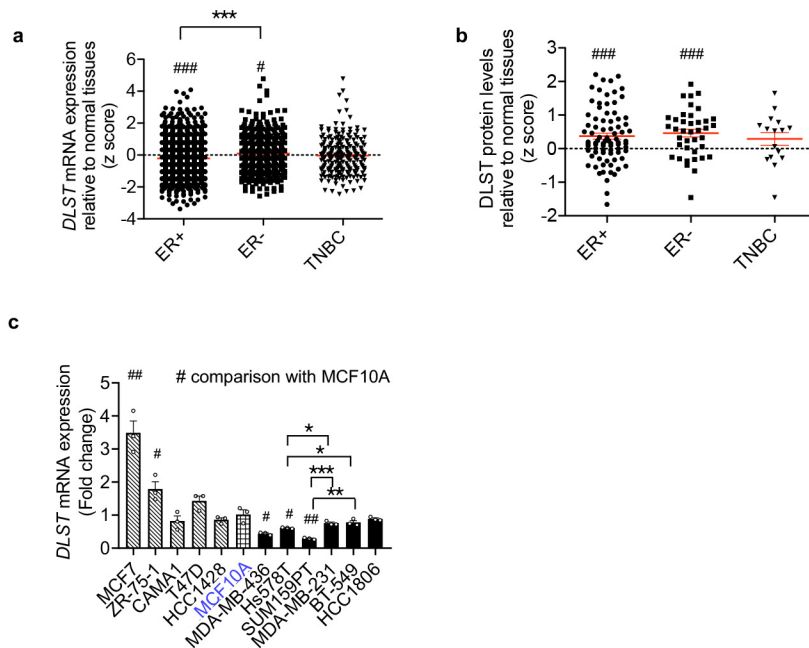 a
***
DLST mRNA expression
relative to normal tissues
(z score)
6
4
2
0
-2
-4
###
#
ER+
ER-
TNBC
b
DLST protein levels
relative to normal tissues
(z score)
3
2
1
0
-1
-2
###
###
ER+
ER-
TNBC
c
DLST mRNA expression
(Fold change)
5
4
3
2
1
0
# comparison with MCF10A
##
#
#
#
##
*
*
***
**
MCF7
ZR-75-1
CAMA1
T47D
HCC1428
MCF10A
MDA-MB-436
Hs578T
SUM159PT
MDA-MB-231
BT-549
HCC1806